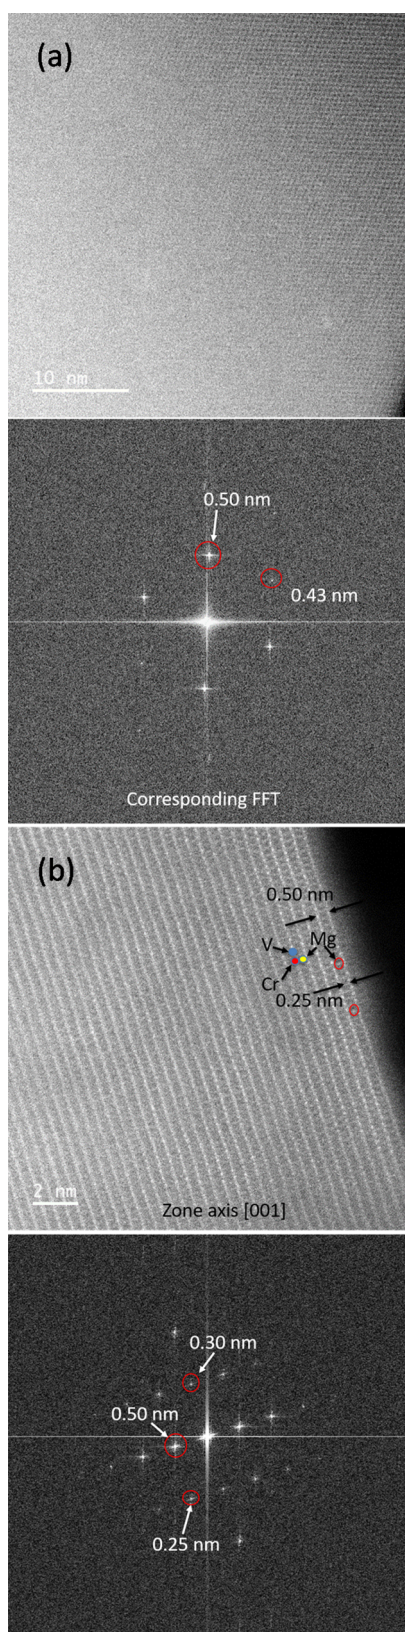 (a)
10 nm
0.50 nm
0.43 nm
Corresponding FFT
(b)
0.50 nm
V
Mg
Cr
0.25 nm
2 nm
Zone axis [001]
0.30 nm
0.50 nm
0.25 nm